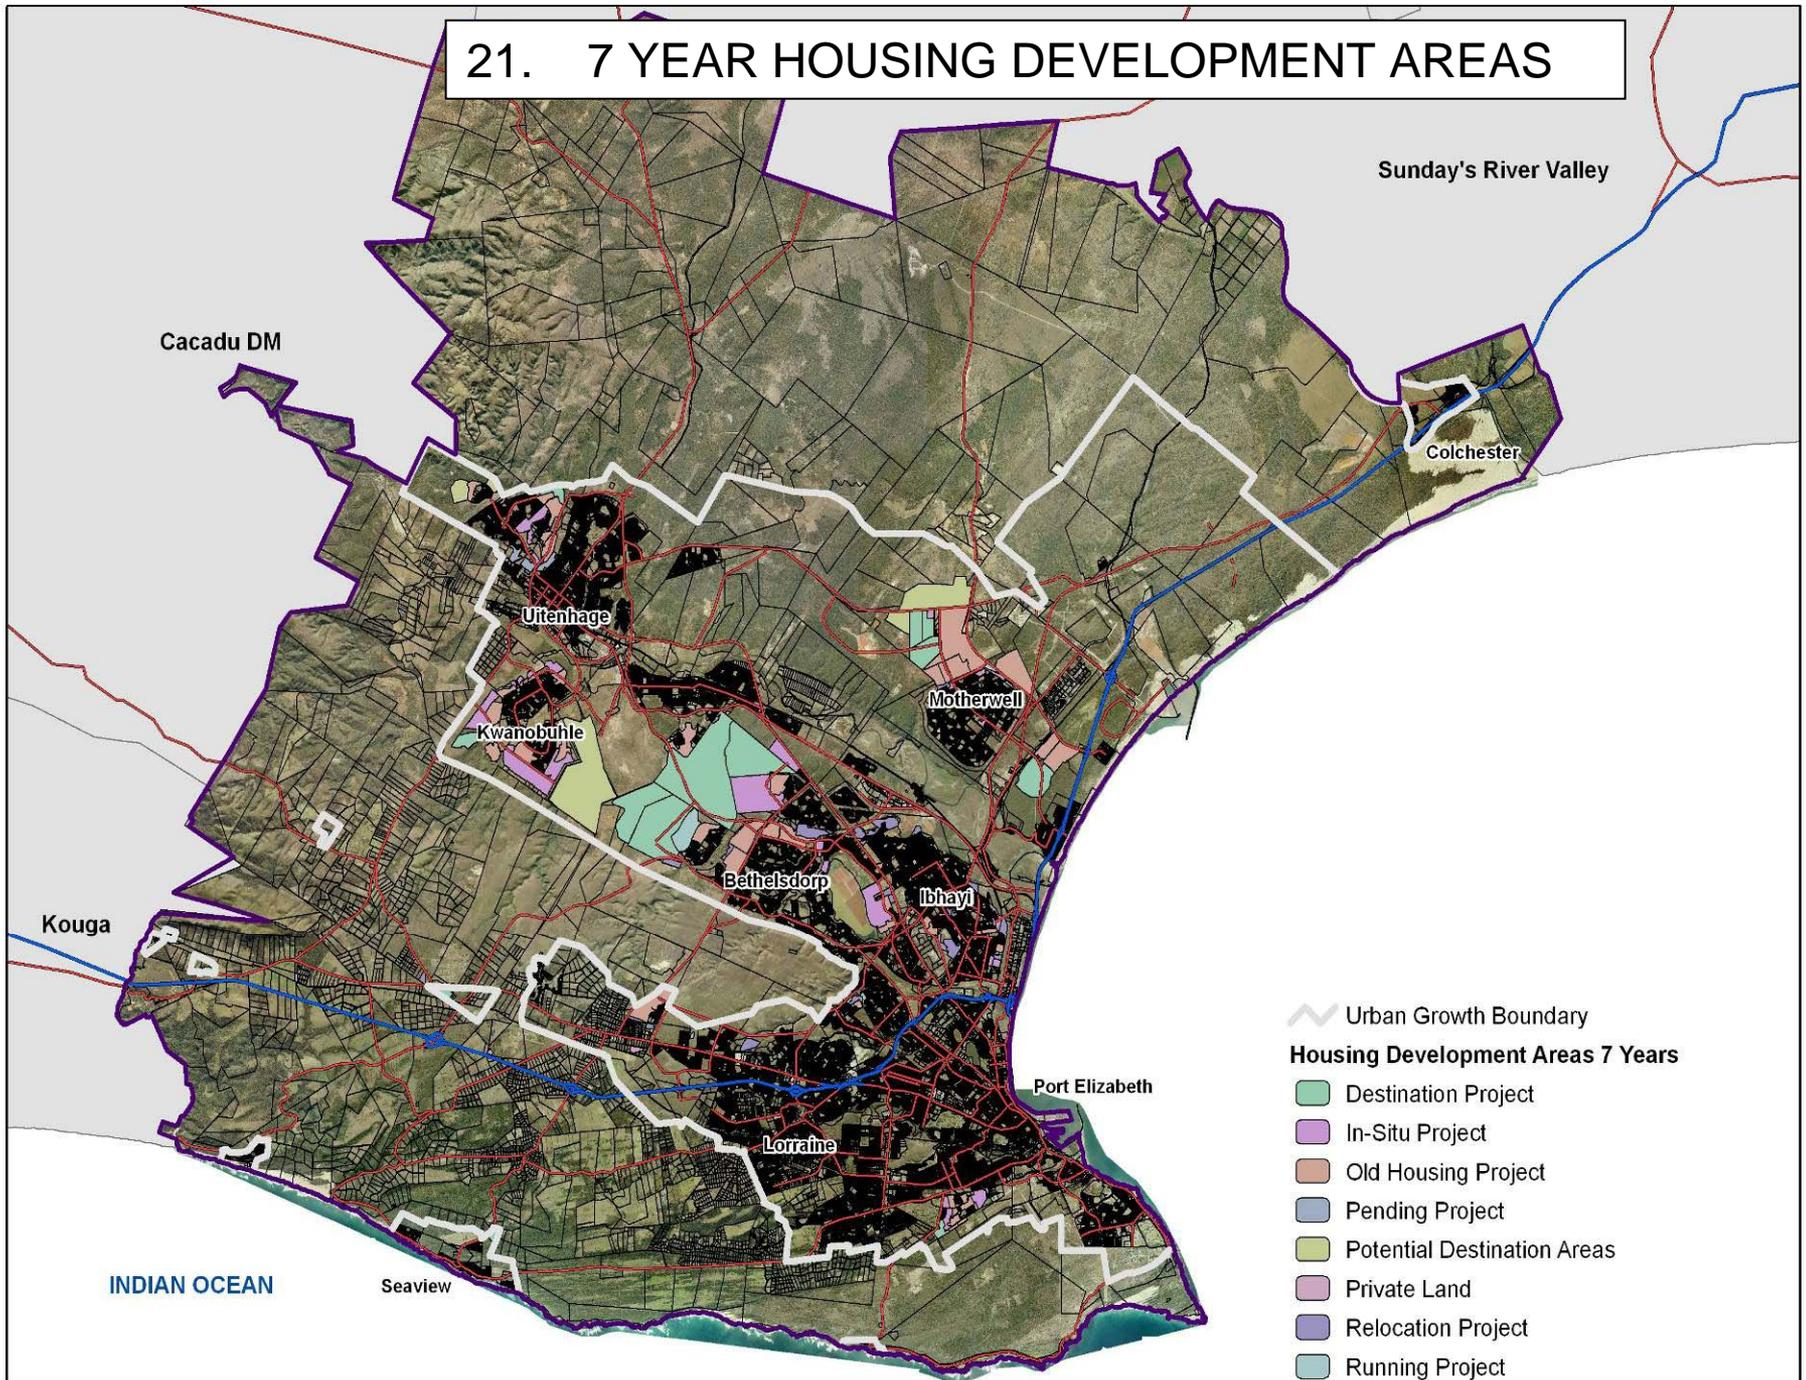 21. 7 YEAR HOUSING DEVELOPMENT AREAS
Sunday's River Valley
Cacadu DM
Colchester
Uitenhage
Motherwell
Kwanobuhle
Bethelsdorp
Ibhayi
Kouga
Port Elizabeth
Lorraine
INDIAN OCEAN
Seaview
Urban Growth Boundary
Housing Development Areas 7 Years
Destination Project
In-Situ Project
Old Housing Project
Pending Project
Potential Destination Areas
Private Land
Relocation Project
Running Project